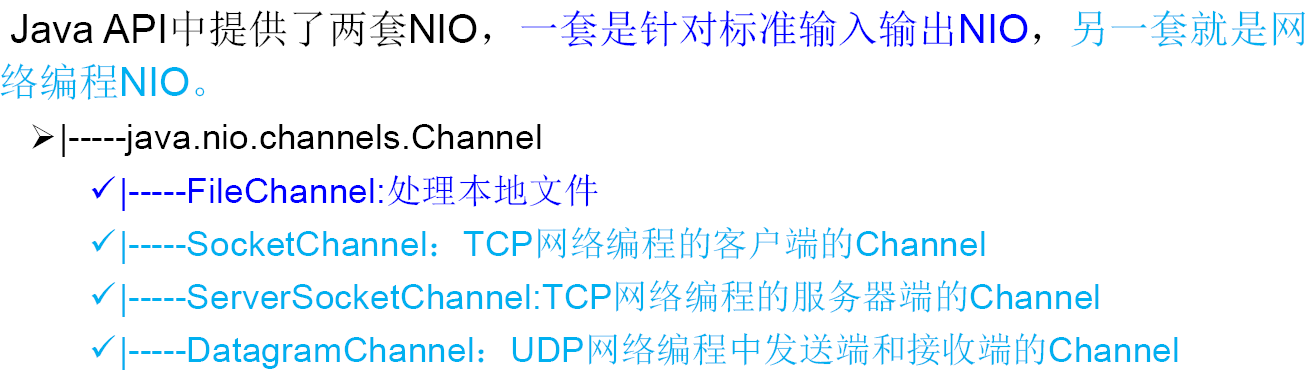 Java API中提供了两套NIO，一套是针对标准输入输出NIO，另一套就是网
络编程NIO。
➢|-----java.nio.channels.Channel
✓|-----FileChannel:处理本地文件
✓|-----SocketChannel：TCP网络编程的客户端的Channel
✓|-----ServerSocketChannel:TCP网络编程的服务器端的Channel
✓|-----DatagramChannel：UDP网络编程中发送端和接收端的Channel